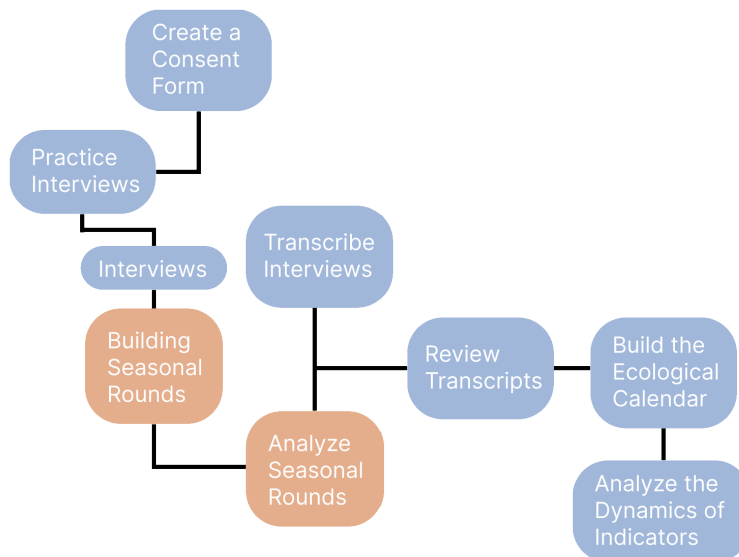 Create a
Consent
Form
Practice
Interviews
Interviews
Building
Seasonal
Rounds
Transcribe
Interviews
Analyze
Seasonal
Rounds
Review
Transcripts
Build the
Ecological
Calendar
Analyze the
Dynamics of
Indicators